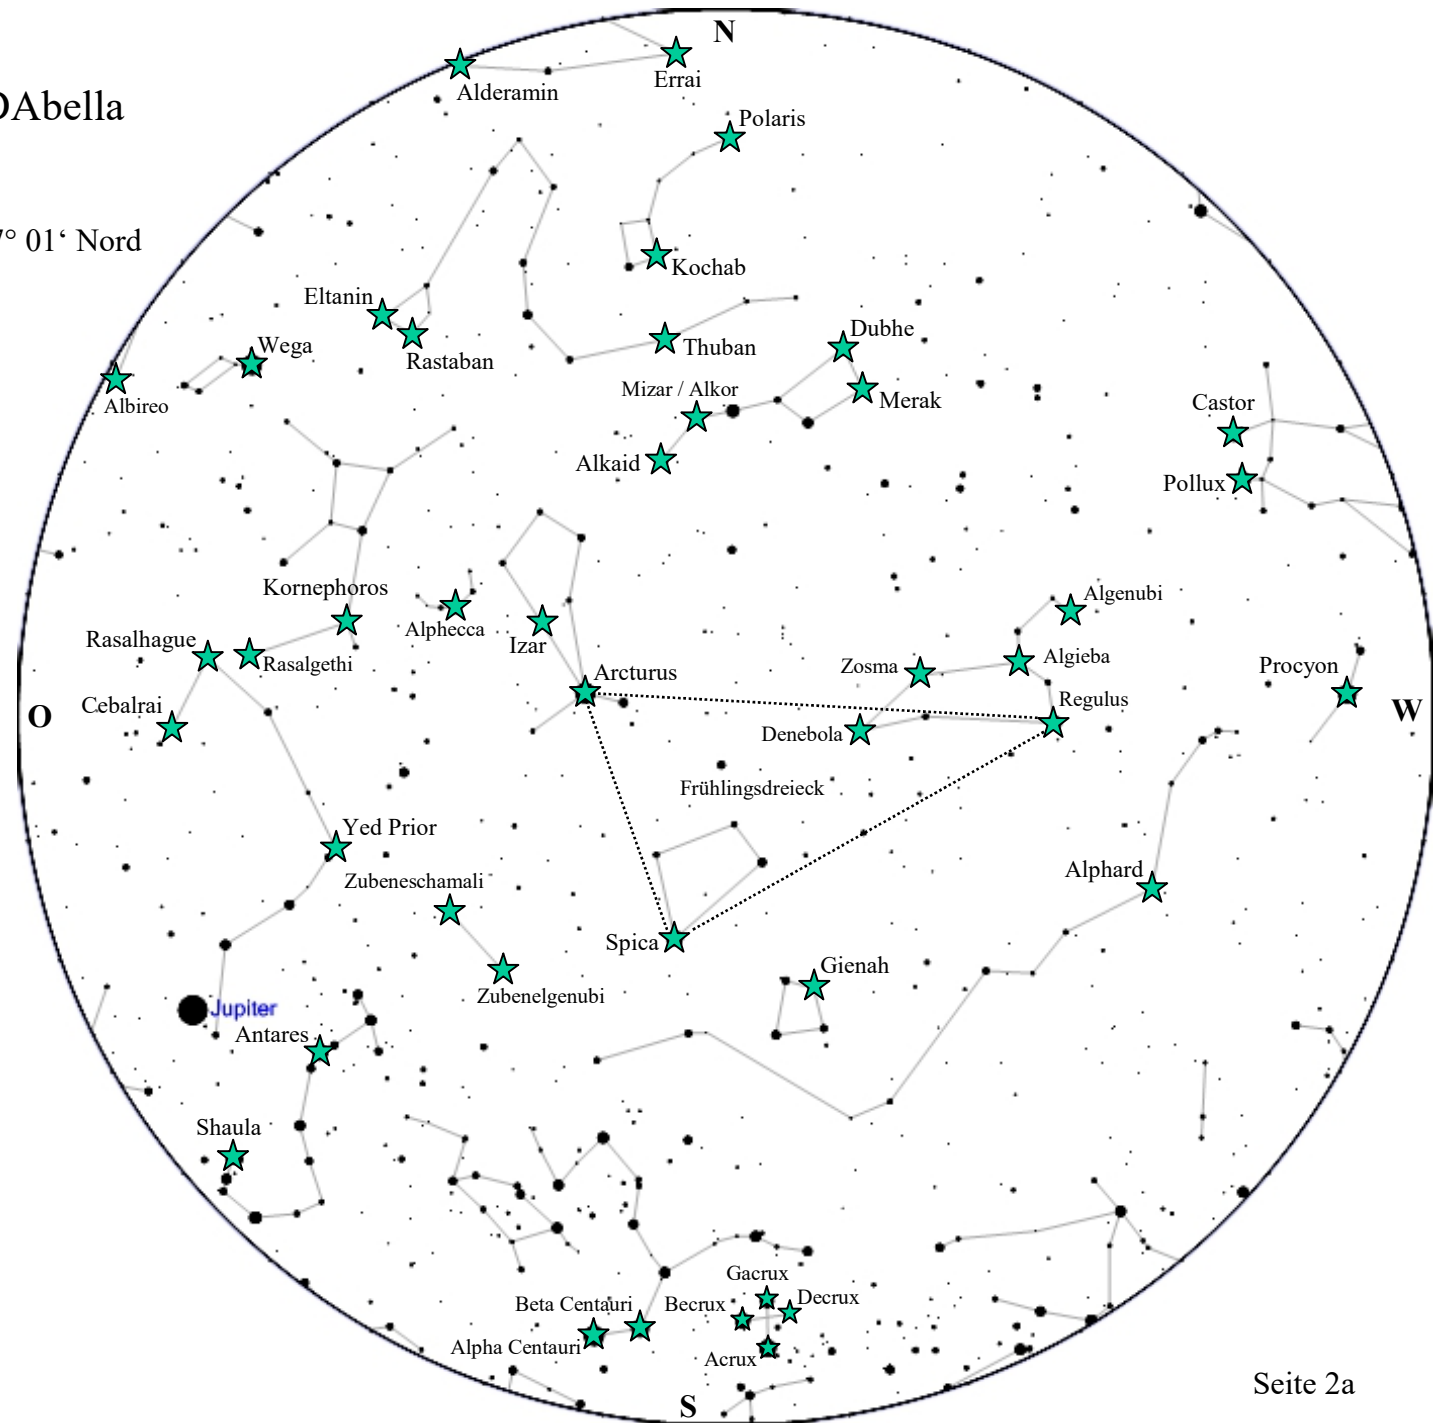 N
Alderamin
Errai
DAbella
Polaris
7° 01‘ Nord
Kochab
Eltanin
Rastaban
Thuban
Dubhe
Wega
Albireo
Mizar / Alkor
Merak
Castor
Alkaid
Pollux
Kornephoros
Algenubi
Alphecca
Izar
Rasalhague
Rasalgethi
Arcturus
Zosma
Algieba
Procyon
Cebalrai
Regulus
O
W
Denebola
Frühlingsdreieck
Yed Prior
Zubeneschamali
Alphard
Spica
Gienah
Zubenelgenubi
Jupiter
Antares
Shaula
Gacrux
Beta Centauri
Becrux
Decrux
Alpha Centauri
Acrux
Seite 2a
S